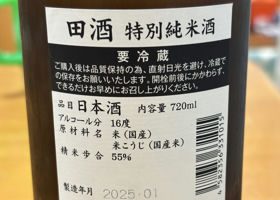 田酒 特別純米酒
要冷蔵
ご購入後は品質保持の為、直射日光を避け、冷蔵で
の保存をお願いいたします。開栓前後にかかわらず、
できるだけお早めにお召し上がりください。
品目 日本酒 内容量 720ml
アルコール分 16度
原材料名 米(国産)
米こうじ(国産米)
精米歩合 55%
製造年月 2025.01